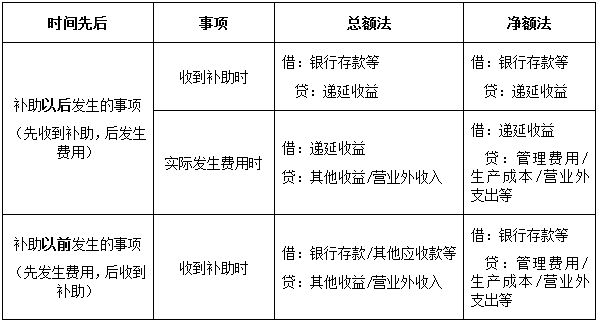 时间先后
事项
总额法
净额法
补助以后发生的事项
（先收到补助，后发生
费用）
收到补助时
借：银行存款等
贷：递延收益
借：银行存款等
贷：递延收益
实际发生费用时
借：递延收益
贷：其他收益/营业外收入
借：递延收益
贷：管理费用/
生产成本/营业外
支出等
补助以前发生的事项
（先发生费用，后收到
补助）
收到补助时
借：银行存款/其他应收款等
贷：其他收益/营业外收入
借：银行存款等
贷：管理费用/
生产成本/营业外
支出等